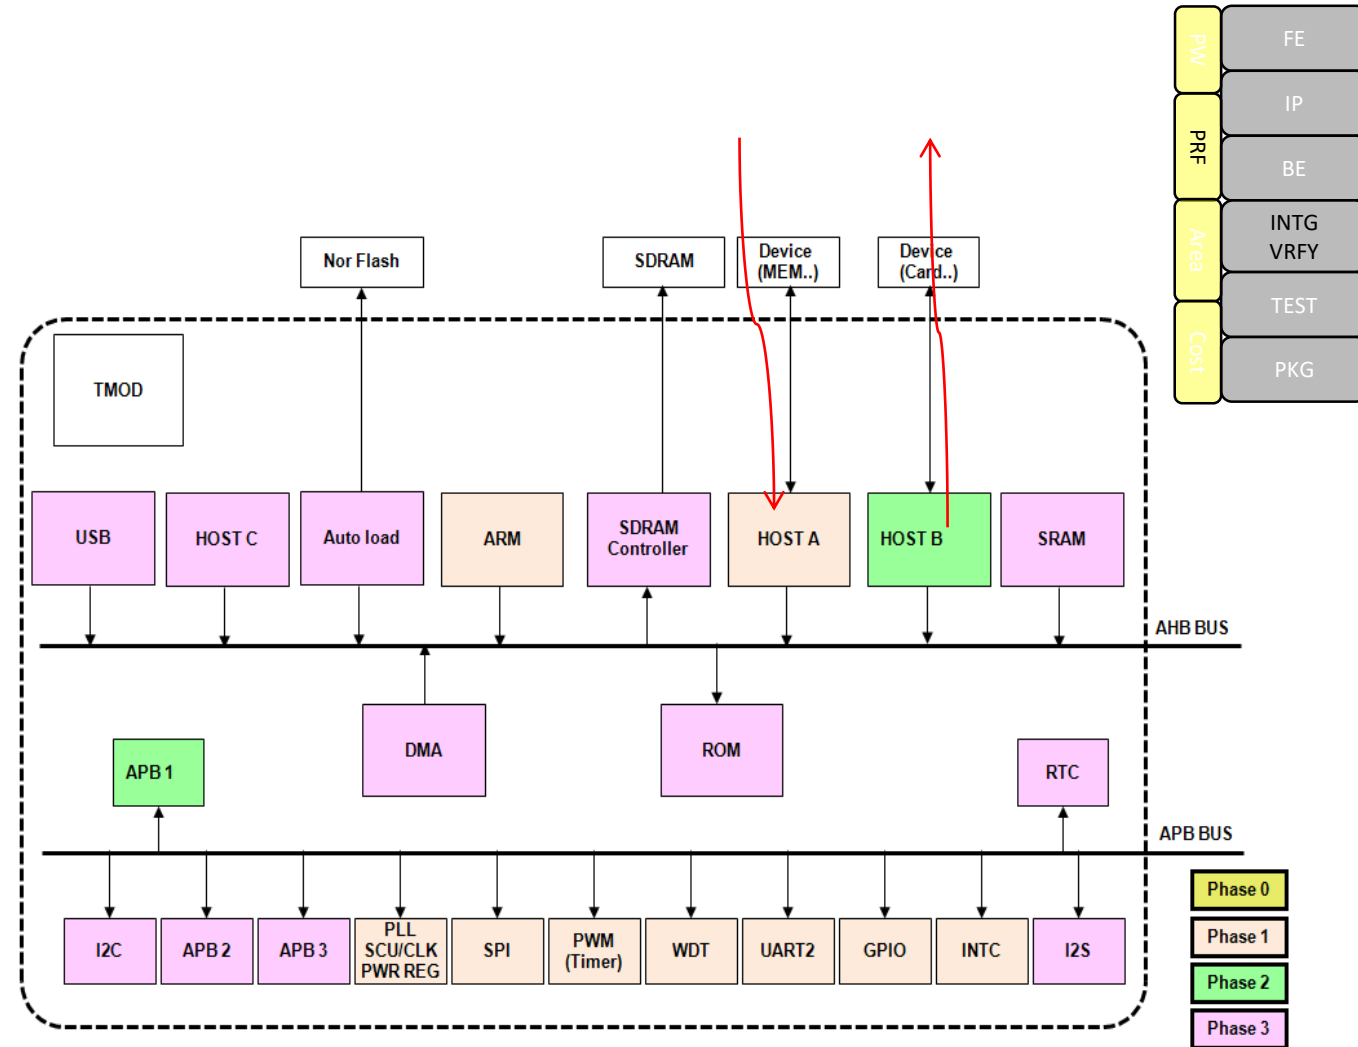 PW
FE
IP
PRF
BE
Area
INTG
VRFY
TEST
Cost
PKG
Nor Flash
SDRAM
Device
(MEM..)
Device
(Card..)
TMOD
USB
HOST C
Auto load
ARM
SDRAM
Controller
HOST A
HOST B
SRAM
AHB BUS
DMA
ROM
APB 1
RTC
APB BUS
I2C
APB 2
APB 3
PLL
SCU/CLK
PWR REG
SPI
PWM
(Timer)
WDT
UART2
GPIO
INTC
I2S
Phase 0
Phase 1
Phase 2
Phase 3